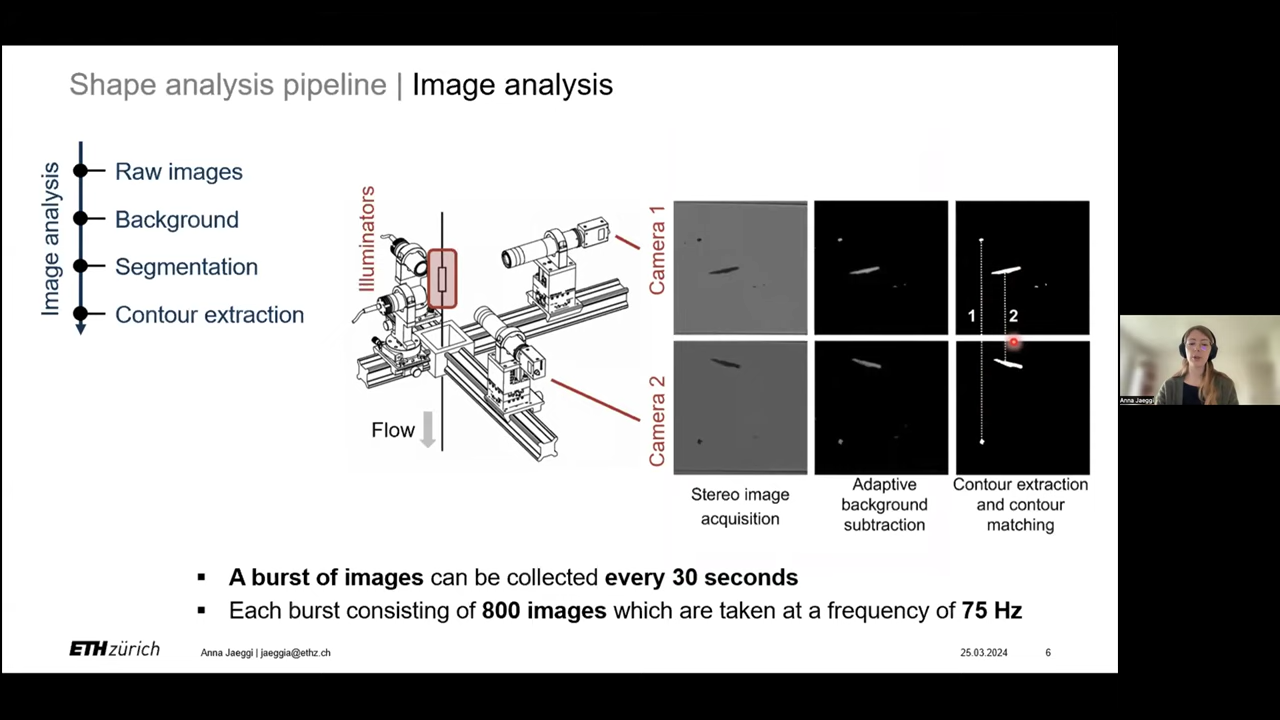 Shape analysis pipeline | Image analysis
Image analysis
Raw images
Background
Segmentation
Contour extraction
Illuminators
Flow
Camera 1
Camera 2
1
2
Stereo image
acquisition
Adaptive
background
subtraction
Contour extraction
and contour
matching
▪ A burst of images can be collected every 30 seconds
▪ Each burst consisting of 800 images which are taken at a frequency of 75 Hz
ETH zürich
Anna Jaeggi | jaeggia@ethz.ch
25.03.2024
6
Anna Jaeggi